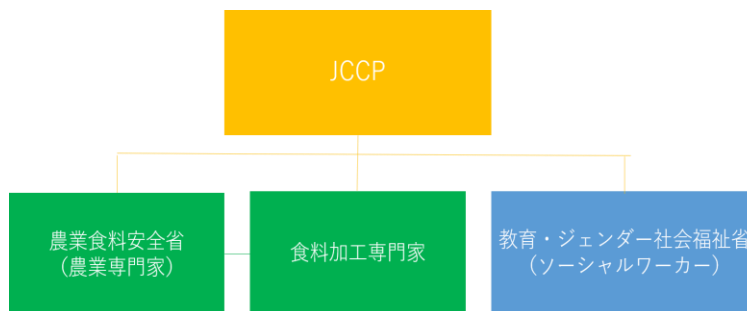 JCCP
農業食料安全省
（農業専門家）
食料加工専門家
教育・ジェンダー社会福祉省
（ソーシャルワーカー）